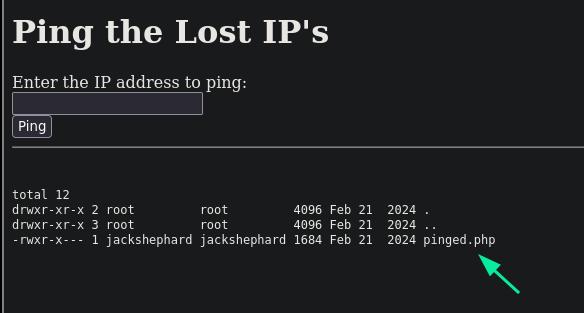 Ping the Lost IP's
Enter the IP address to ping:
Ping
total 12
drwxr-xr-x 2 root        root        4096 Feb 21  2024 .
drwxr-xr-x 3 root        root        4096 Feb 21  2024 ..
-rwxr-x--- 1 jackshephard jackshephard 1684 Feb 21  2024 pinged.php